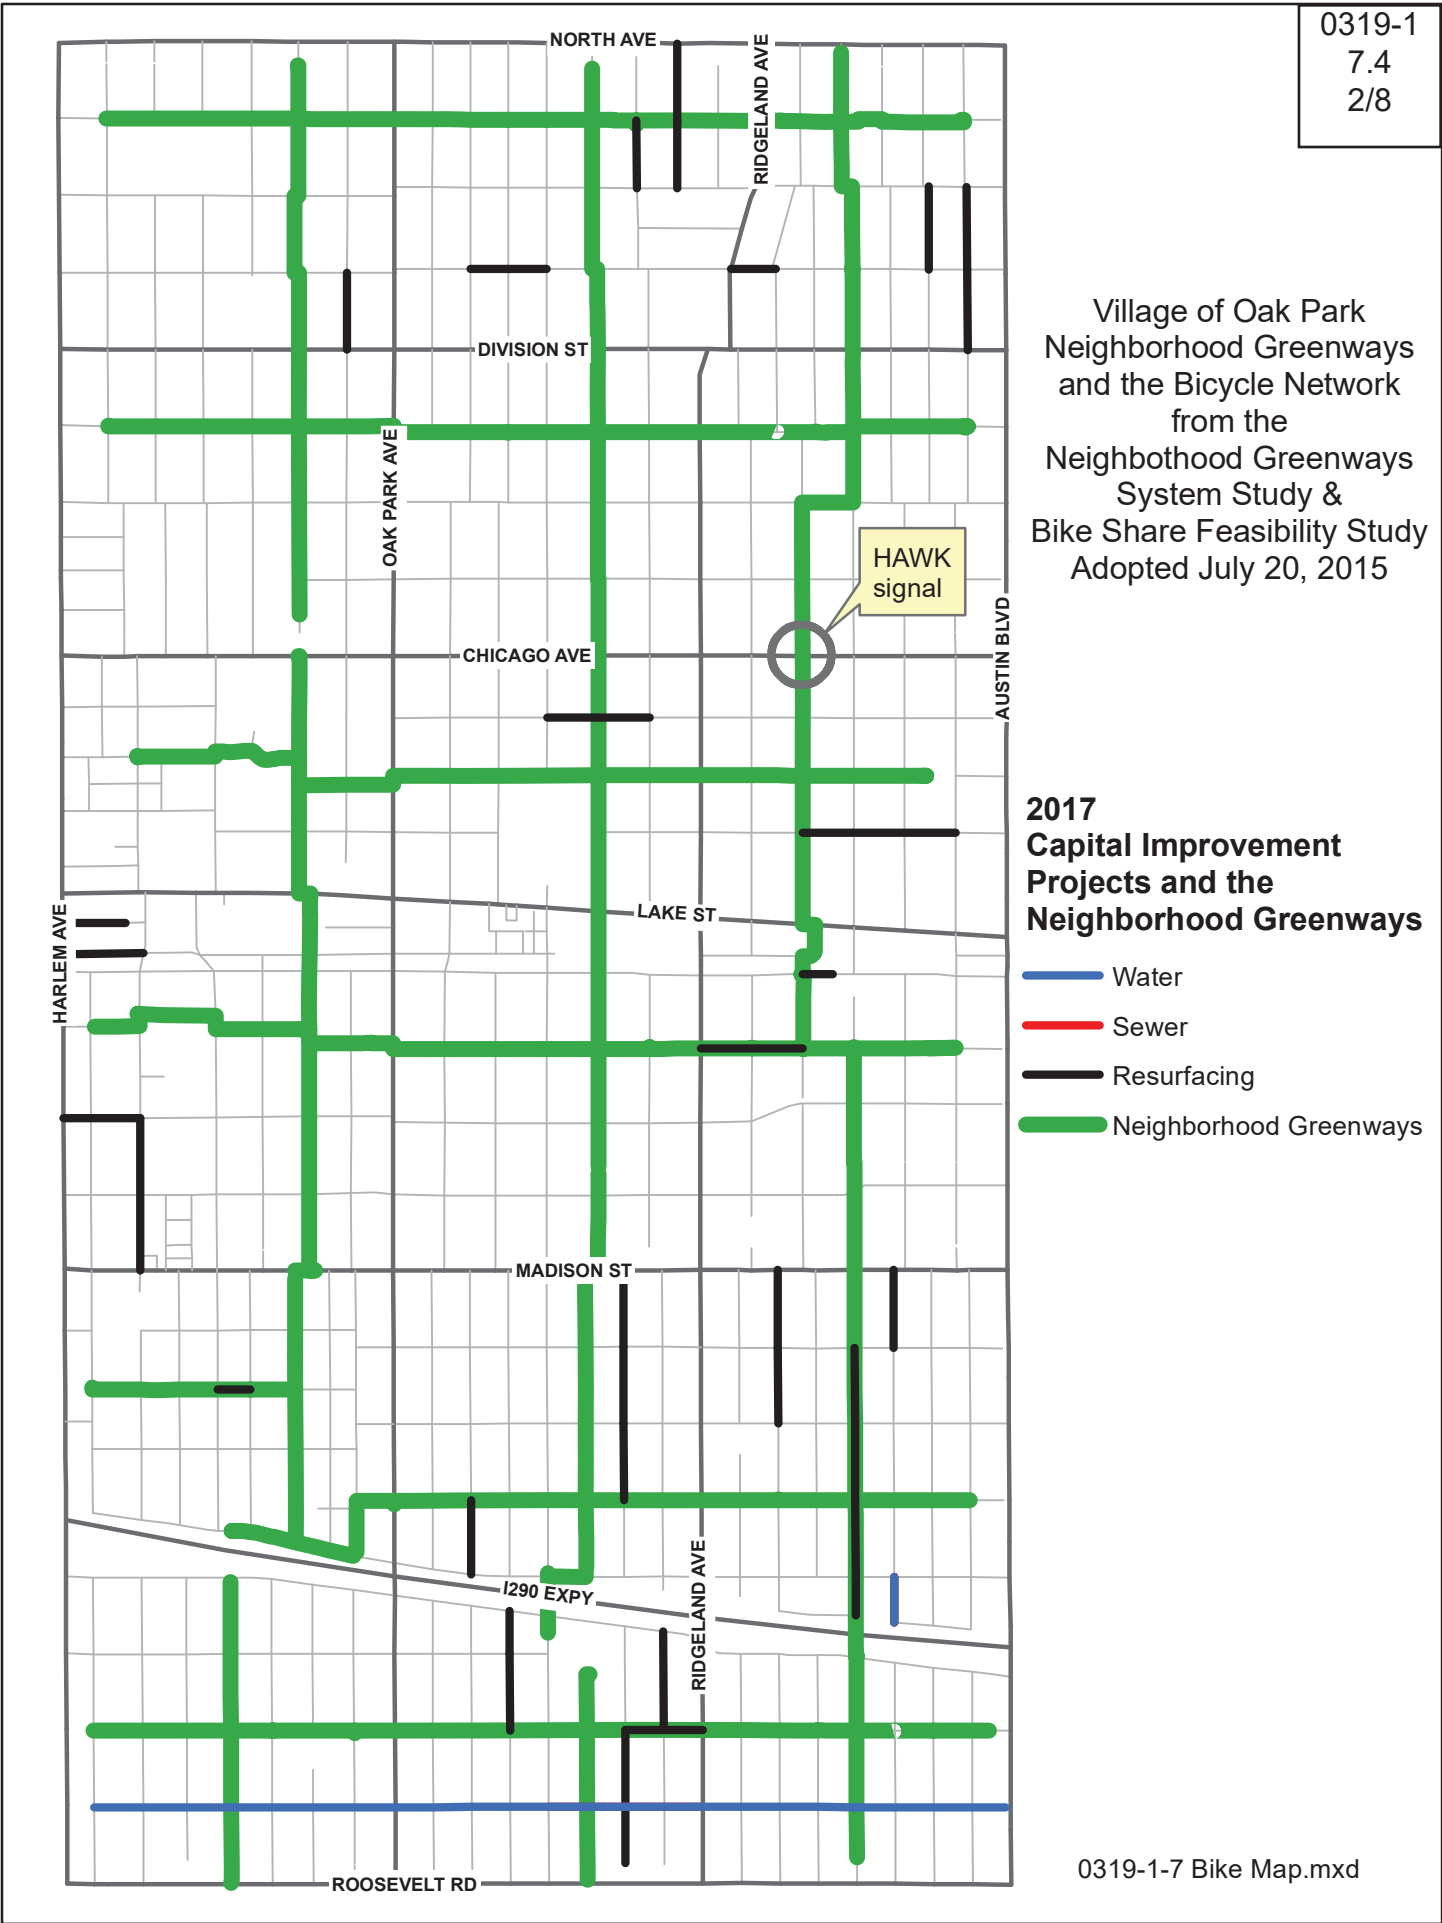 0319-1
7.4
2/8
NORTH AVE
RIDGELAND AVE
Village of Oak Park
Neighborhood Greenways
and the Bicycle Network
from the
Neighbothood Greenways
System Study &
Bike Share Feasibility Study
Adopted July 20, 2015
DIVISION ST
OAK PARK AVE
HAWK
signal
CHICAGO AVE
AUSTIN BLVD
2017
Capital Improvement
Projects and the
Neighborhood Greenways
LAKE ST
HARLEM AVE
Water
Sewer
Resurfacing
Neighborhood Greenways
MADISON ST
I290 EXPY
RIDGELAND AVE
ROOSEVELT RD
0319-1-7 Bike Map.mxd